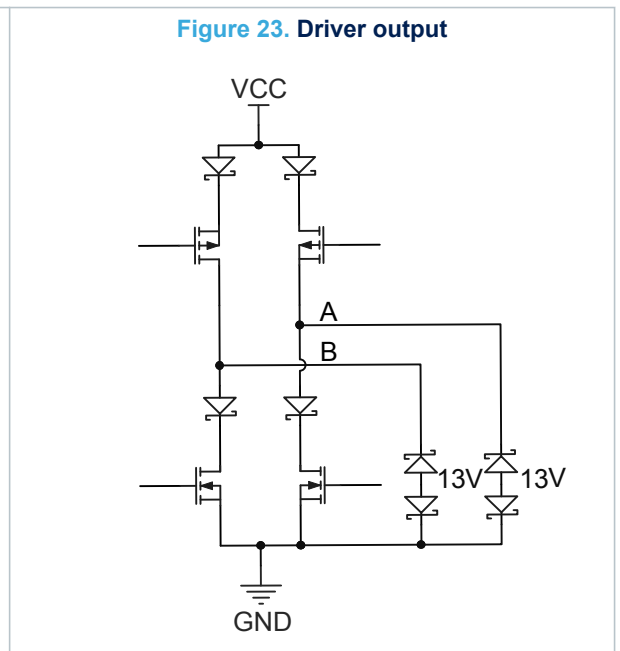 Figure 23. Driver output
VCC
A
B
13V
13V
GND